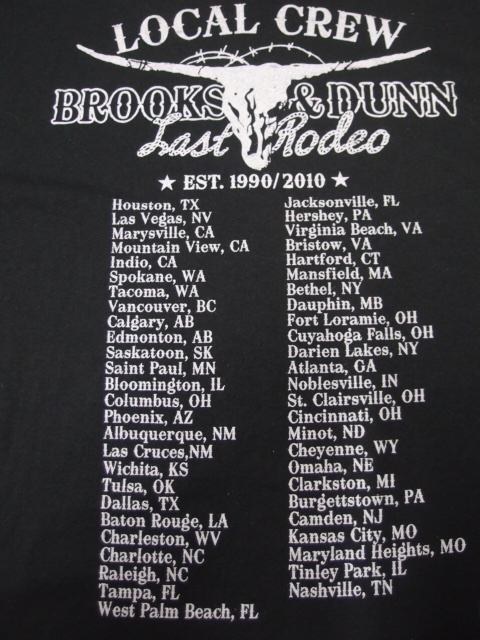 LOCAL CREW
BROOKS & DUNN
Last Rodeo
★ EST. 1990/2010 ★
Houston, TX
Las Vegas, NV
Marysville, CA
Mountain View, CA
Indio, CA
Spokane, WA
Tacoma, WA
Vancouver, BC
Calgary, AB
Edmonton, AB
Saskatoon, SK
Saint Paul, MN
Bloomington, IL
Columbus, OH
Phoenix, AZ
Albuquerque, NM
Las Cruces,NM
Wichita, KS
Tulsa, OK
Dallas, TX
Baton Rouge, LA
Charleston, WV
Charlotte, NC
Raleigh, NC
Tampa, FL
West Palm Beach, FL
Jacksonville, FL
Hershey, PA
Virginia Beach, VA
Bristow, VA
Hartford, CT
Mansfield, MA
Bethel, NY
Dauphin, MB
Fort Loramie, OH
Cuyahoga Falls, OH
Darien Lakes, NY
Atlanta, GA
Noblesville, IN
St. Clairsville, OH
Cincinnati, OH
Minot, ND
Cheyenne, WY
Omaha, NE
Clarkston, MI
Burgettstown, PA
Camden, NJ
Kansas City, MO
Maryland Heights, MO
Tinley Park, IL
Nashville, TN